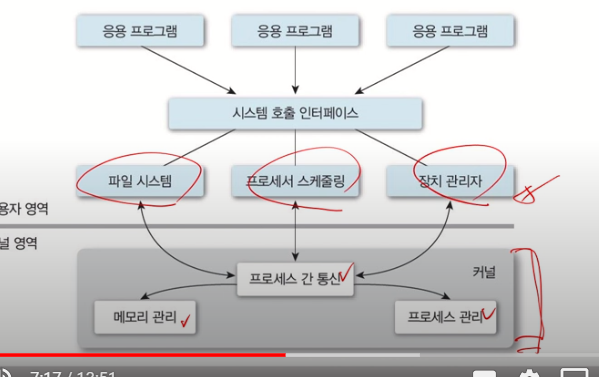 응용 프로그램
응용 프로그램
응용 프로그램
시스템 호출 인터페이스
파일 시스템
프로세서 스케줄링
장치 관리자
용자 영역
널 영역
프로세스 간 통신
커널
메모리 관리
프로세스 관리
7:17 / 13:51